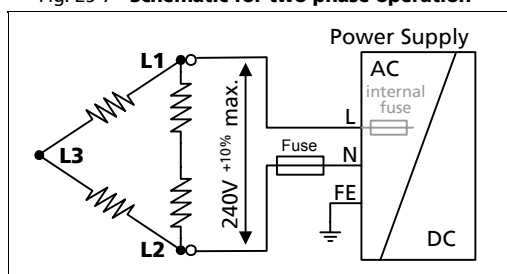 Fig. L5-7 Schematic for two phase operation
Power Supply
L1
AC
internal
fuse
L
240V +10% max.
Fuse
N
L3
FE
L2
DC